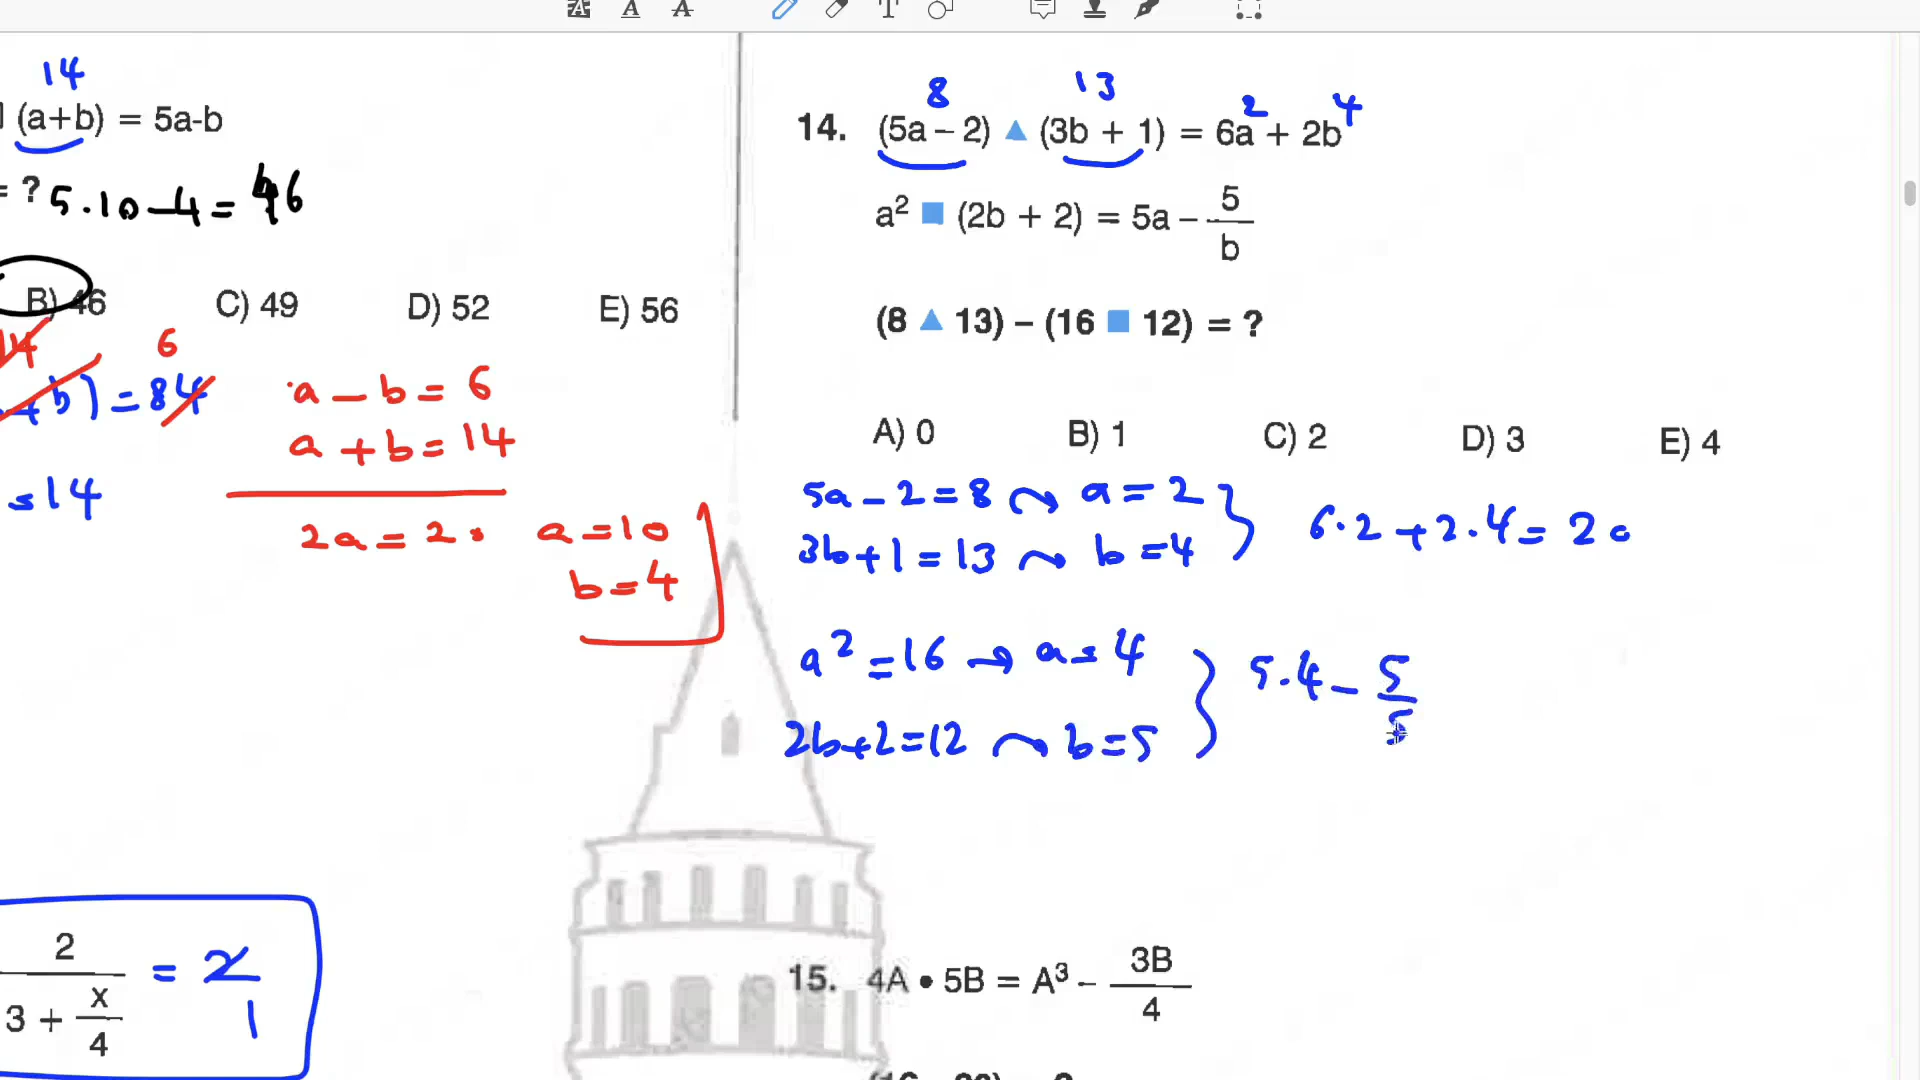 14
(a+b) = 5a-b
= ? 5.10-4=46
B) 46 C) 49 D) 52 E) 56
14 6
+b)=84
a-b=6
a+b=14
=14
2a=20 a=10
b=4
2
3 + x/4
= 2/1
8 13 2 4
14. (5a – 2) ▲ (3b + 1) = 6a + 2b
a² ■ (2b + 2) = 5a – 5/b
(8 ▲ 13) – (16 ■ 12) = ?
A) 0 B) 1 C) 2 D) 3 E) 4
5a-2=8 → a=2
3b+1=13 → b=4
6.2+2.4=20
a²=16 → a=4
2b+2=12 → b=5
5.4-5/5
15. 4A • 5B = A³ – 3B/4